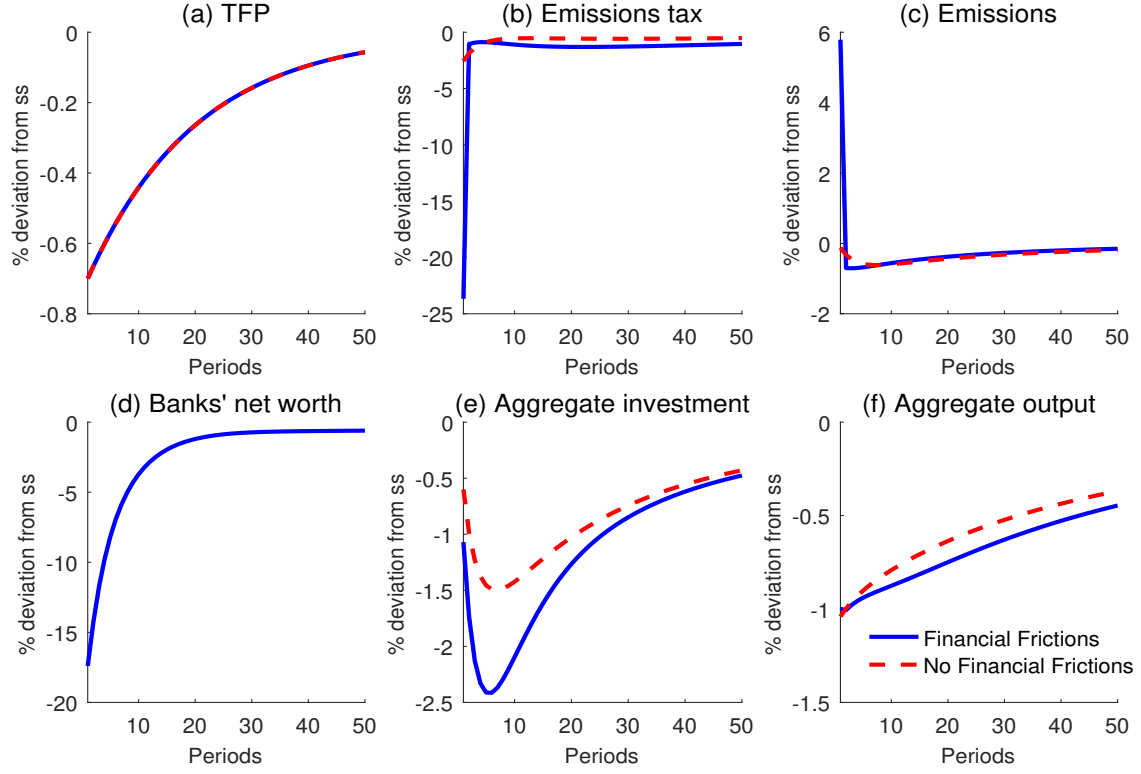 (a) TFP
% deviation from ss
0
-0.2
-0.4
-0.6
-0.8
10 20 30 40 50
Periods
(b) Emissions tax
% deviation from ss
0
-5
-10
-15
-20
-25
10 20 30 40 50
Periods
(c) Emissions
% deviation from ss
6
4
2
0
-2
10 20 30 40 50
Periods
(d) Banks' net worth
% deviation from ss
0
-5
-10
-15
-20
10 20 30 40 50
Periods
(e) Aggregate investment
% deviation from ss
0
-0.5
-1
-1.5
-2
-2.5
10 20 30 40 50
Periods
(f) Aggregate output
% deviation from ss
0
-0.5
-1
-1.5
10 20 30 40 50
Periods
Financial Frictions
No Financial Frictions